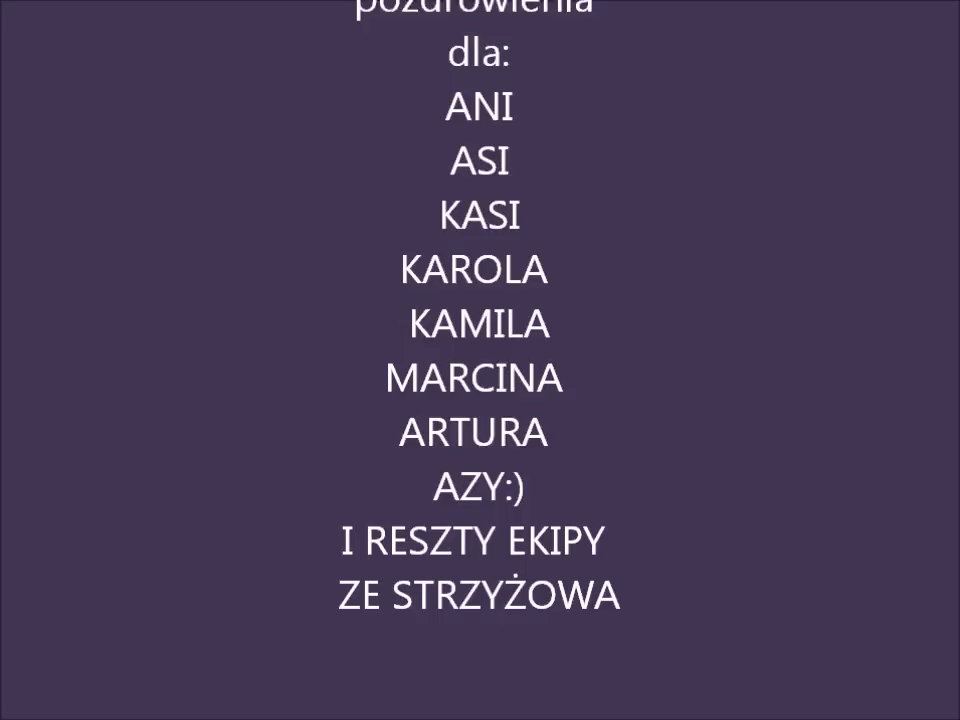 pozdrowienia
dla:
ANI
ASI
KASI
KAROLA
KAMILA
MARCINA
ARTURA
AZY:)
I RESZTY EKIPY
ZE STRZYŻOWA